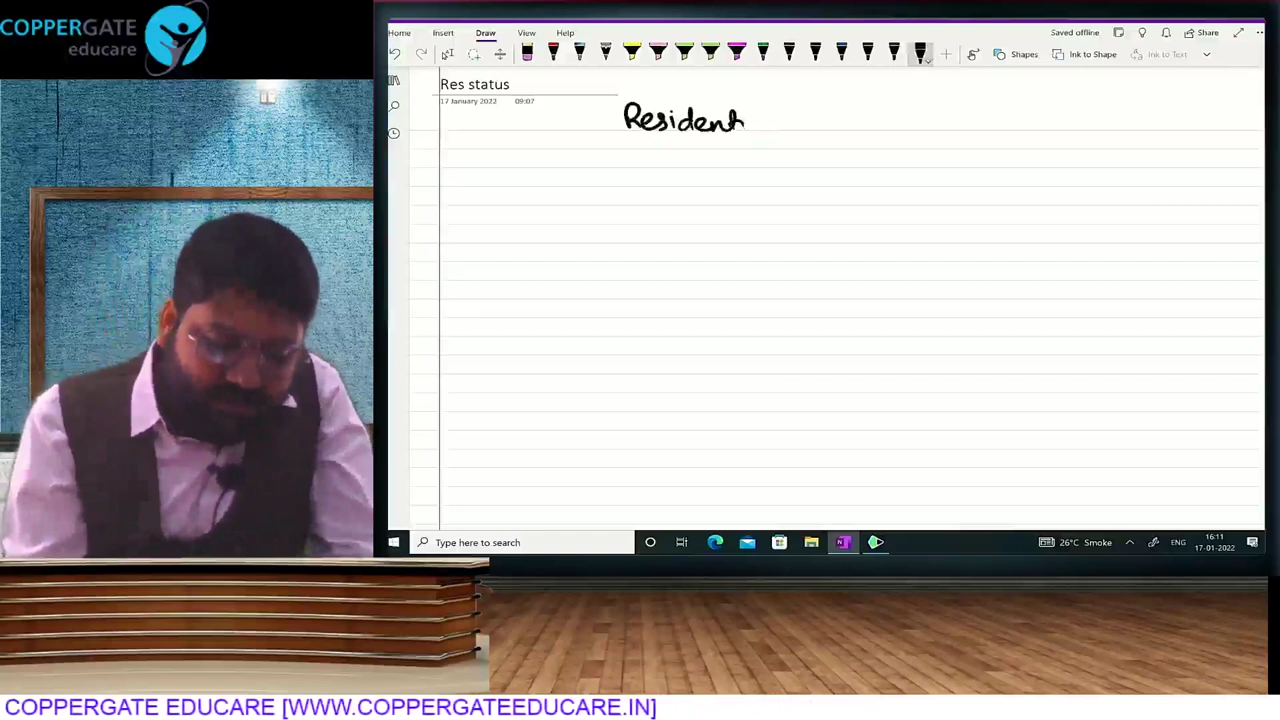 COPPERGATE
educare
Home Insert Draw View Help
Saved offline
Share
Shapes
Ink to Shape
Ink to Text
Res status
17 January 2022 09:07
Resident
Type here to search
26°C Smoke
ENG
16:11
17-01-2022
COPPERGATE EDUCARE [WWW.COPPERGATEEDUCARE.IN]